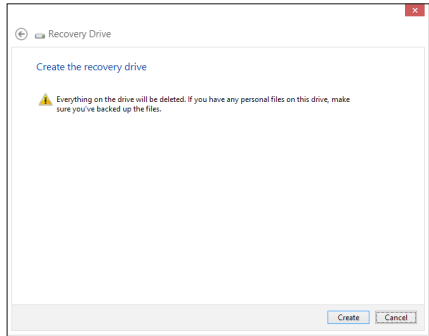 Recovery Drive
Create the recovery drive
Everything on the drive will be deleted. If you have any personal files on this drive, make
sure you've backed up the files.
Create Cancel